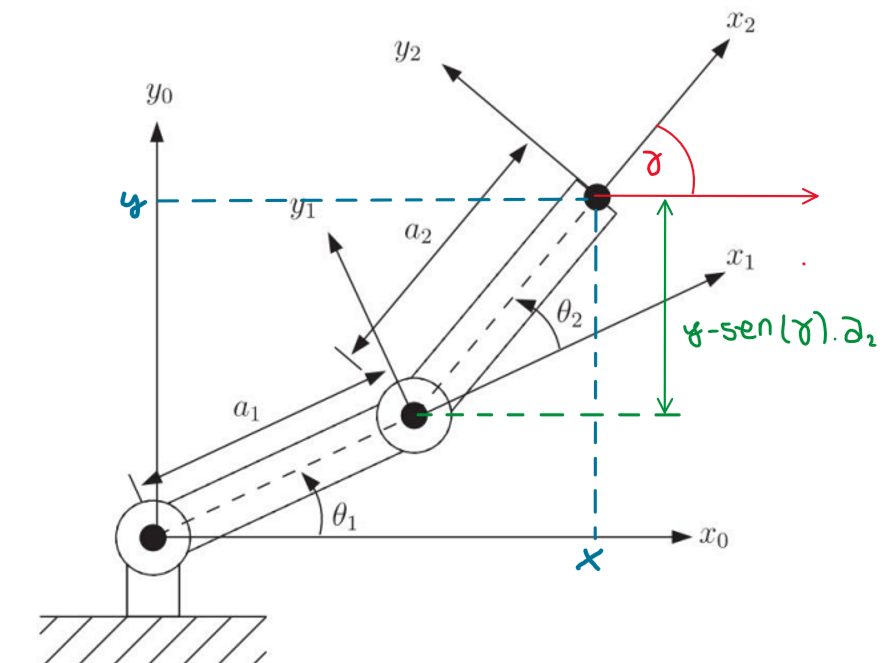 x₂
y₂
y₀
γ
y
y₁
a₂
x₁
θ₂
y-sen(γ).a₂
a₁
θ₁
x₀
x